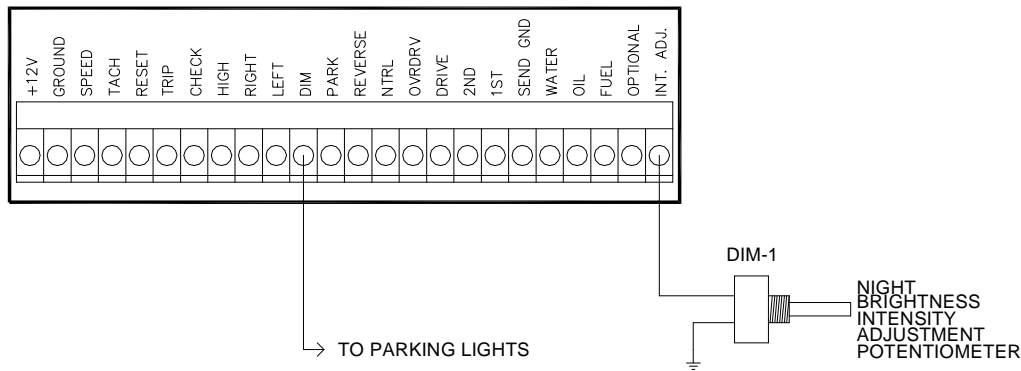 +12V
GROUND
SPEED
TACH
RESET
TRIP
CHECK
HIGH
RIGHT
LEFT
DIM
PARK
REVERSE
NTRL
OVRDRV
DRIVE
2ND
1ST
SEND GND
WATER
OIL
FUEL
OPTIONAL
INT. ADJ.
DIM-1
NIGHT
BRIGHTNESS
INTENSITY
ADJUSTMENT
POTENTIOMETER
TO PARKING LIGHTS